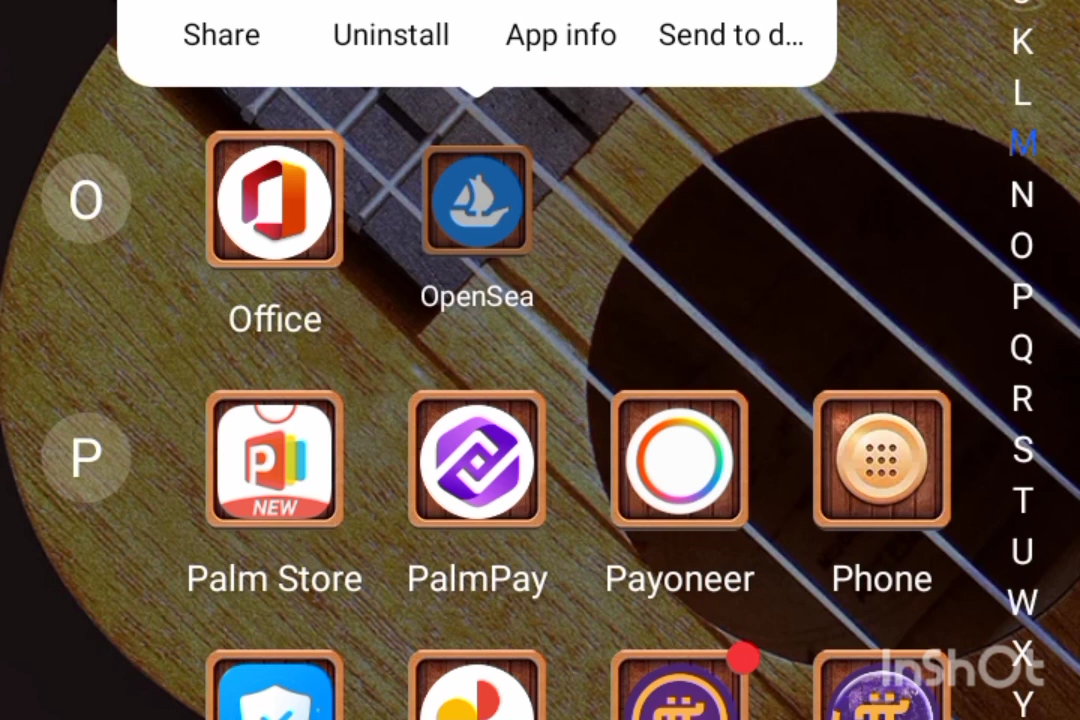 Share Uninstall App info Send to d...
K
L
M
N
O
P
Q
R
S
T
U
W
X
Y
O
Office
OpenSea
P
P
NEW
Palm Store
PalmPay
Payoneer
Phone
InShOt